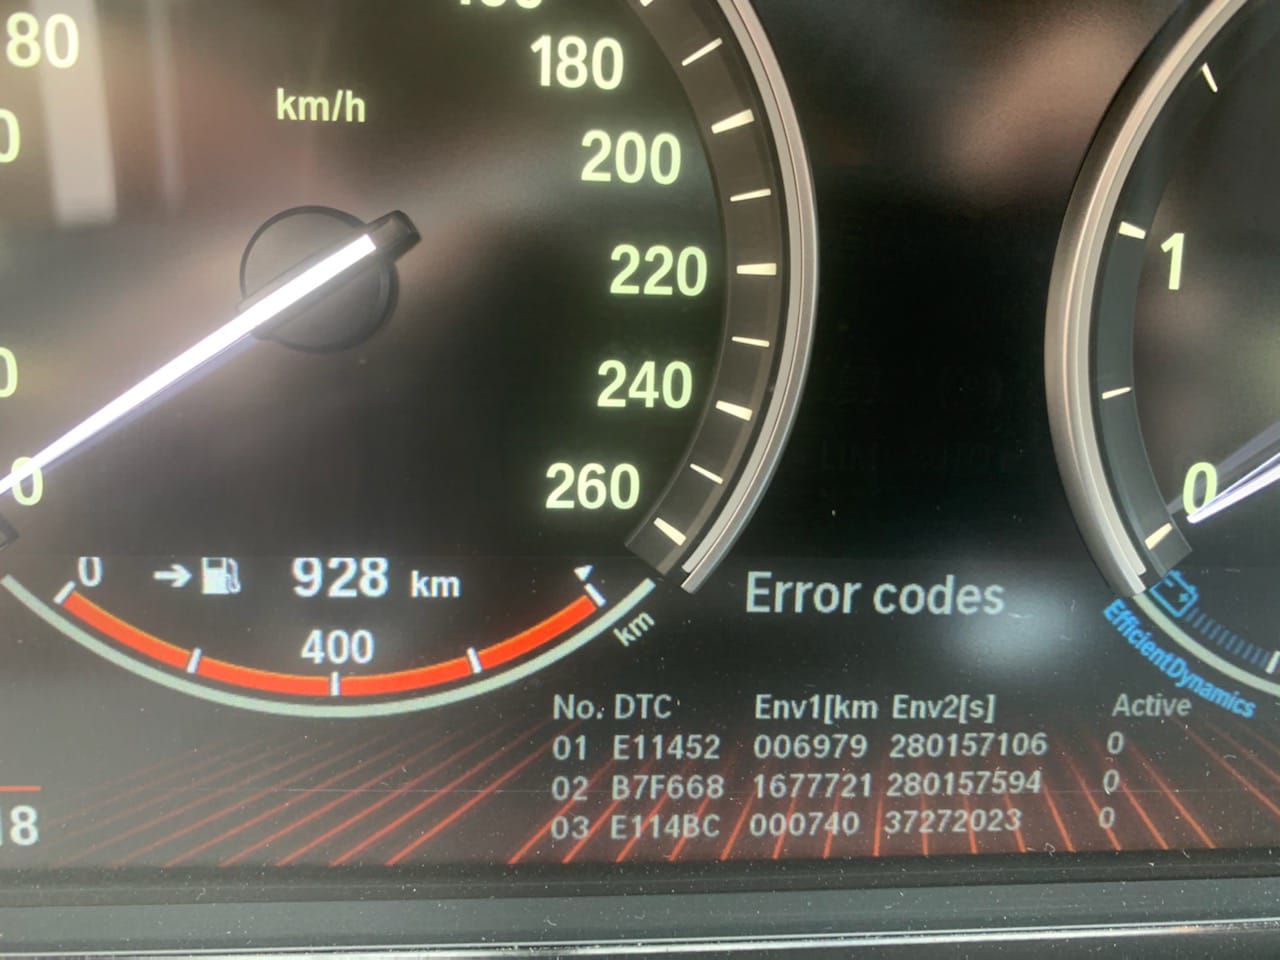 80
km/h
180
200
220
240
260
0
1
0
0 → 928 km
400
km
Error codes
EfficientDynamics
No. DTC Env1[km Env2[s] Active
01 E11452 006979 280157106 0
02 B7F668 1677721 280157594 0
03 E114BC 000740 37272023 0
18